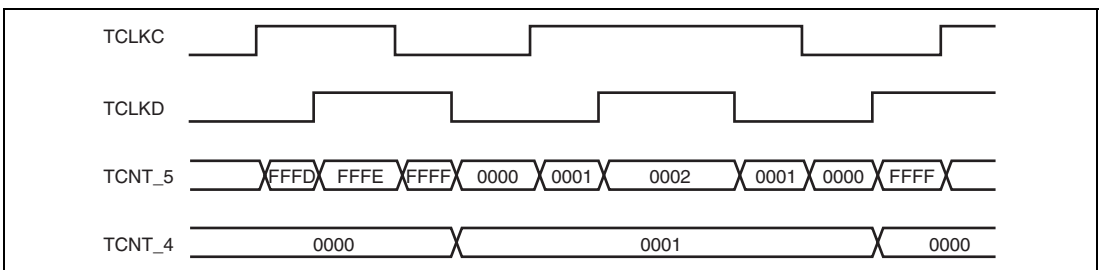 TCLKC
TCLKD
TCNT_5 FFFD FFFE FFFF 0000 0001 0002 0001 0000 FFFF
TCNT_4 0000 0001 0000